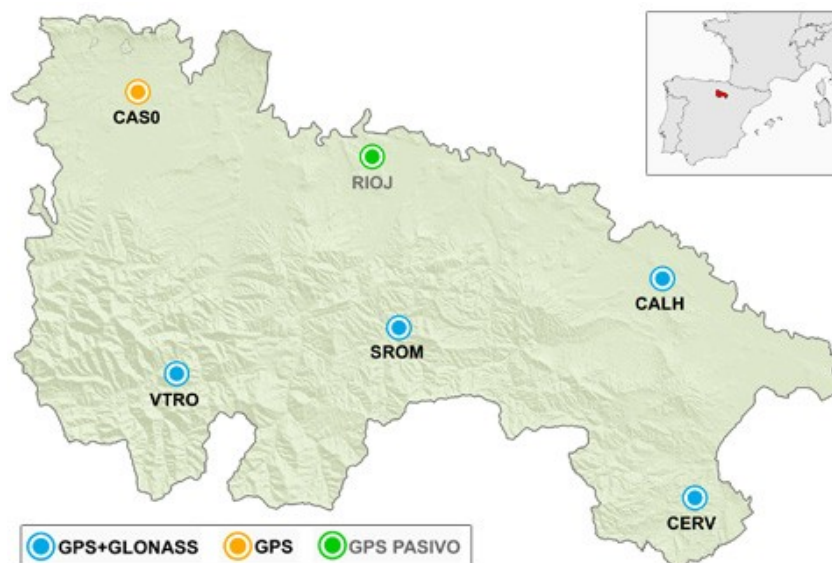 CAS0
RIOJ
CALH
SROM
VTRO
CERV
GPS+GLONASS GPS GPS PASIVO